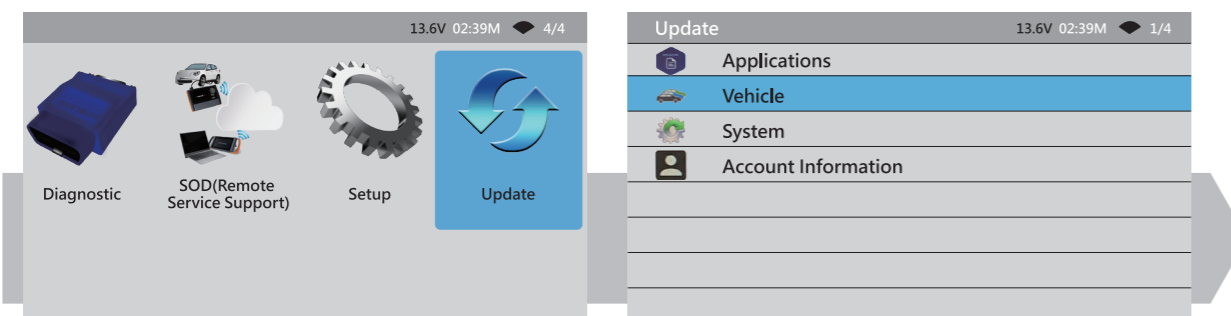 13.6V 02:39M 4/4
Diagnostic
SOD(Remote
Service Support)
Setup
Update
Update 13.6V 02:39M 1/4
Applications
Vehicle
System
Account Information